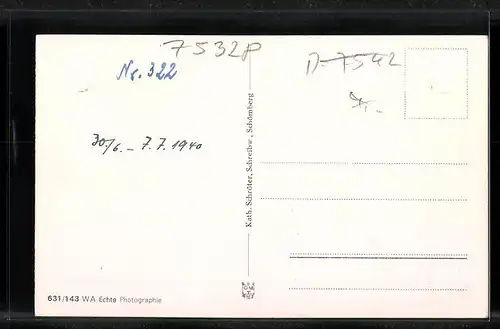 7532P
D-7542
Nr. 322
30./6. – 7.7.1940
Kath. Schröter, Schreibw., Schömberg
631/143 WA Echte Photographie